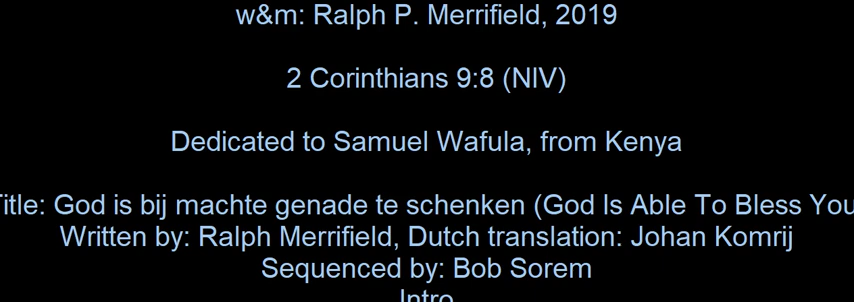 w&m: Ralph P. Merrifield, 2019
2 Corinthians 9:8 (NIV)
Dedicated to Samuel Wafula, from Kenya
Title: God is bij machte genade te schenken (God Is Able To Bless You
Written by: Ralph Merrifield, Dutch translation: Johan Komrij
Sequenced by: Bob Sorem
Intro